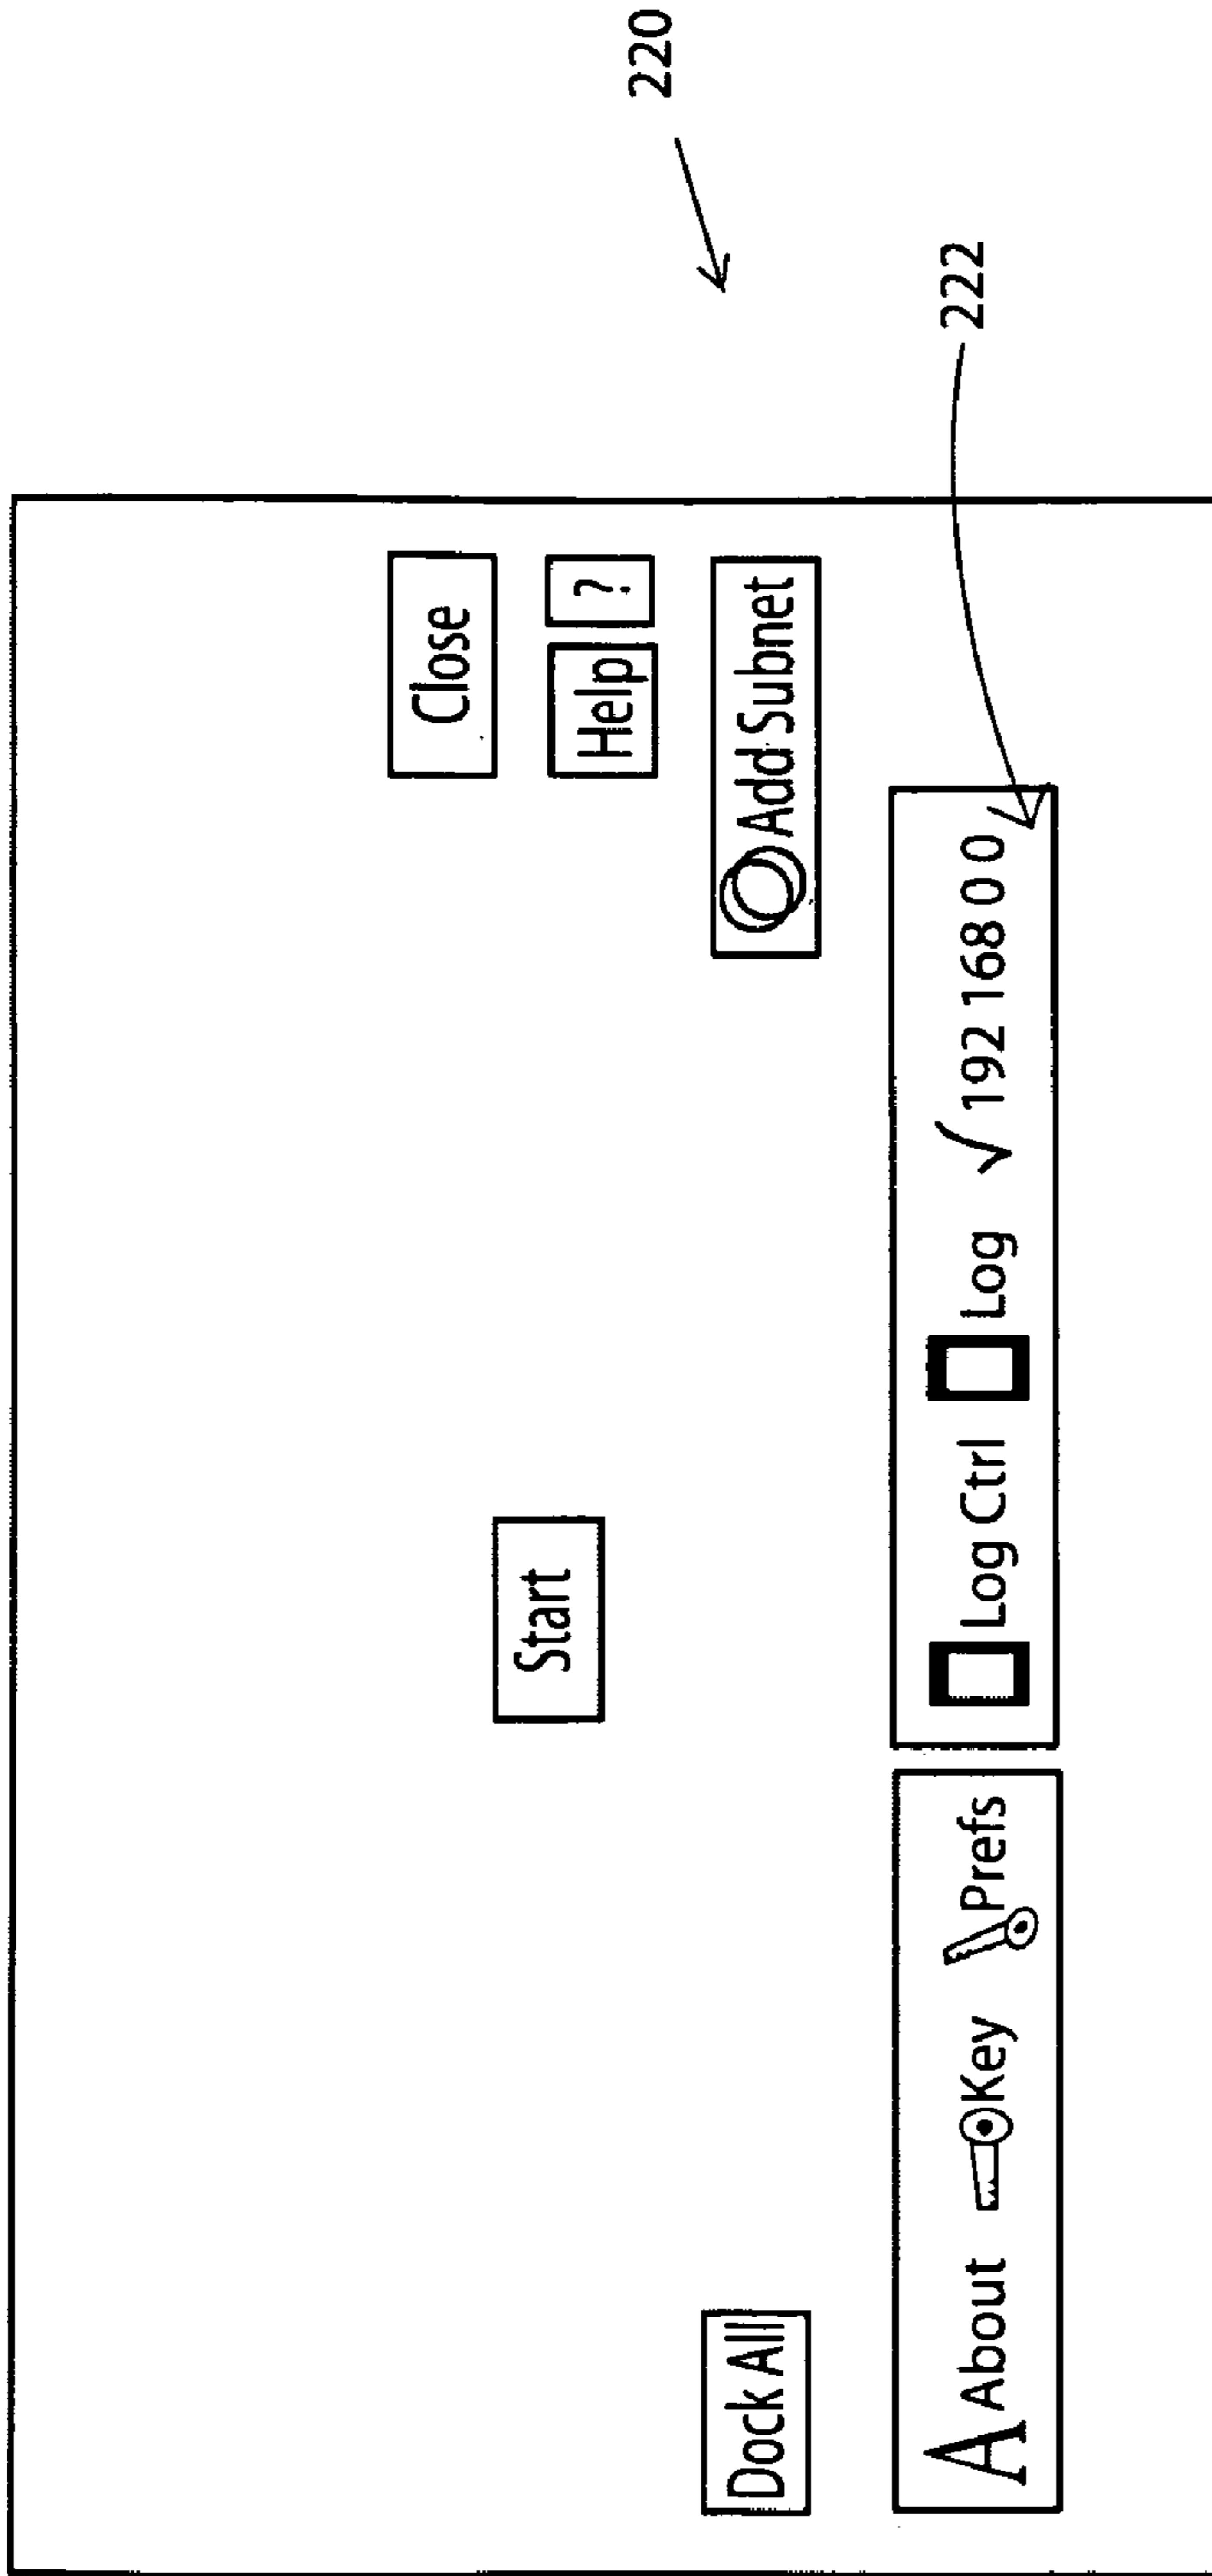 220
Close
Start
Help ?
Dock All
Add Subnet
222
A About Key Prefs
Log Ctrl Log √ 192 168 0 0